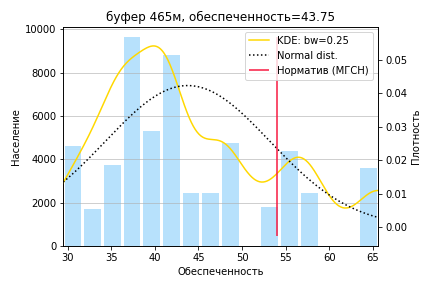 буфер 465м, обеспеченность=43.75
KDE: bw=0.25
Normal dist.
Норматив (МГСН)
Население
Плотность
10000
8000
6000
4000
2000
0
0.05
0.04
0.03
0.02
0.01
0.00
30 35 40 45 50 55 60 65
Обеспеченность